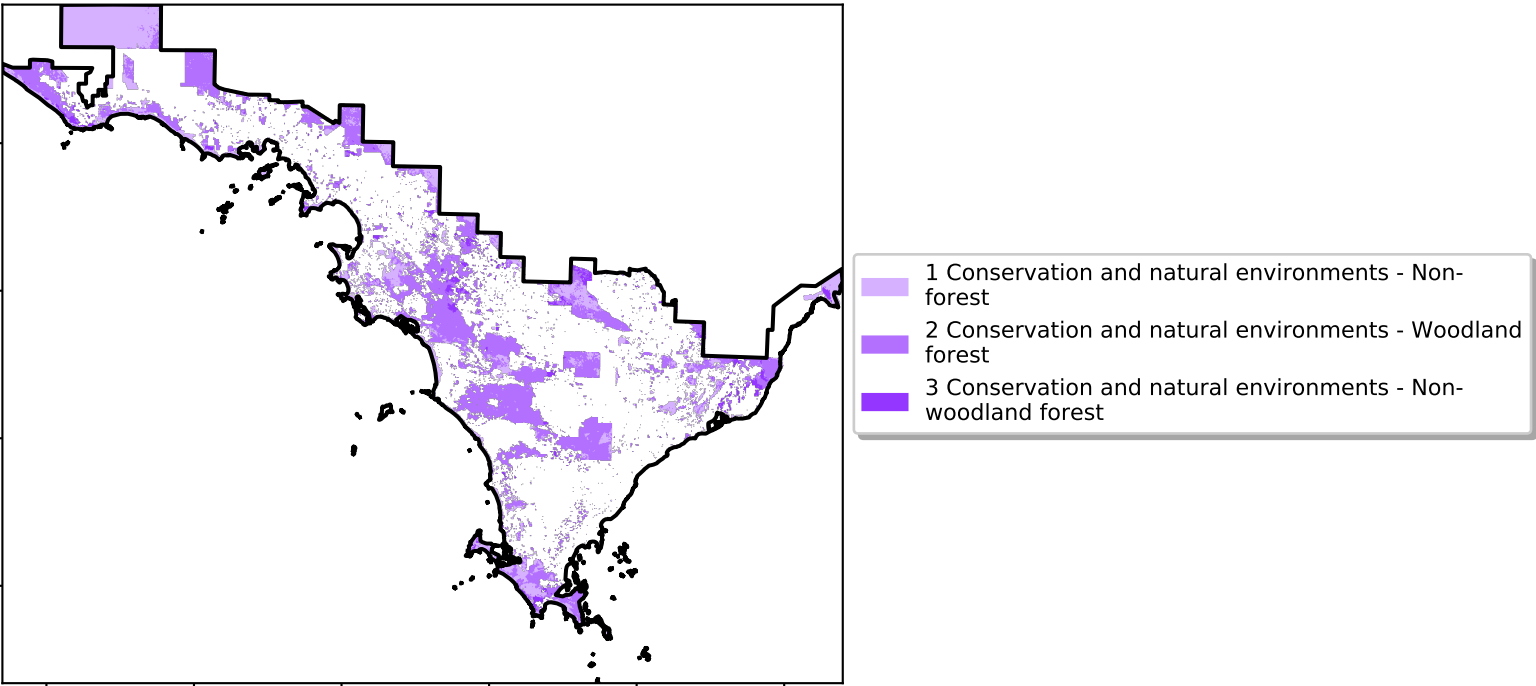 1 Conservation and natural environments - Non-
forest
2 Conservation and natural environments - Woodland
forest
3 Conservation and natural environments - Non-
woodland forest